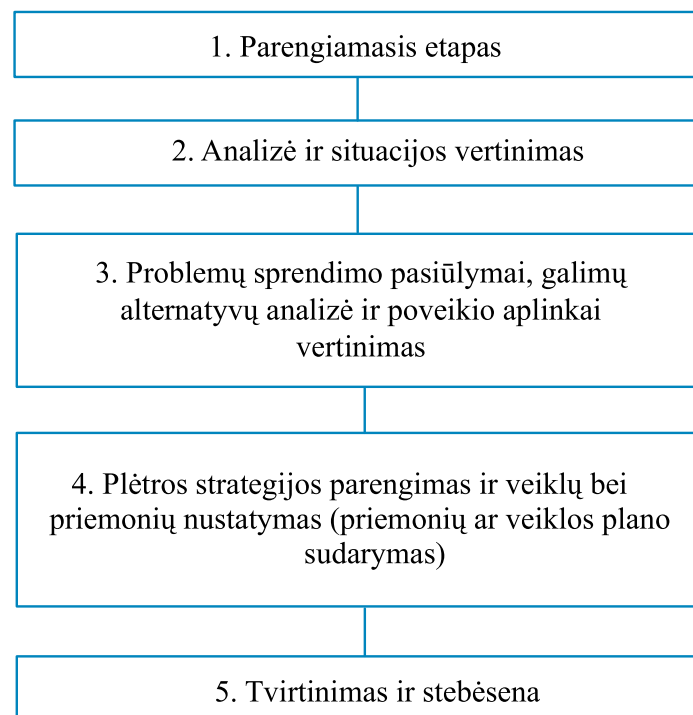 1. Parengiamasis etapas
2. Analizė ir situacijos vertinimas
3. Problemų sprendimo pasiūlymai, galimų
alternatyvų analizė ir poveikio aplinkai
vertinimas
4. Plėtros strategijos parengimas ir veiklų bei
priemonių nustatymas (priemonių ar veiklos plano
sudarymas)
5. Tvirtinimas ir stebėsena